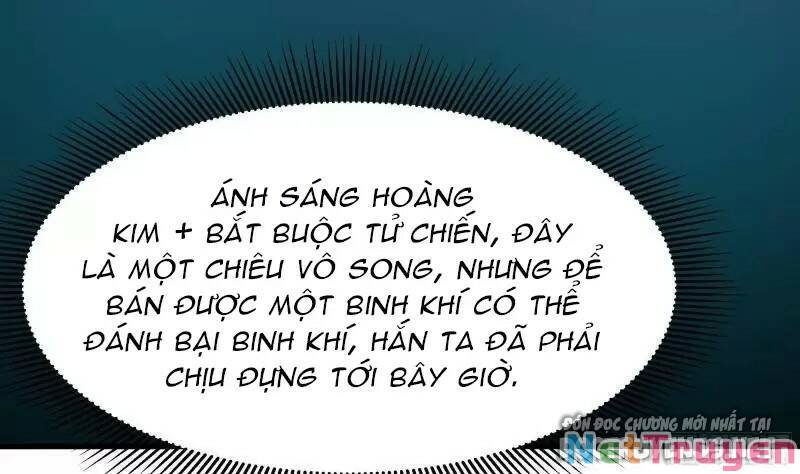 ÁNH SÁNG HOÀNG
KIM + BẮT BUỘC TỬ CHIẾN, ĐÂY
LÀ MỘT CHIÊU VÔ SONG, NHƯNG ĐỂ
BÁN ĐƯỢC MỘT BINH KHÍ CÓ THỂ
ĐÁNH BẠI BINH KHÍ, HẮN TA ĐÃ PHẢI
CHỊU ĐỰNG TỚI BÂY GIỜ.
ĐÓN ĐỌC CHƯƠNG MỚI NHẤT TẠI
NetTruyen